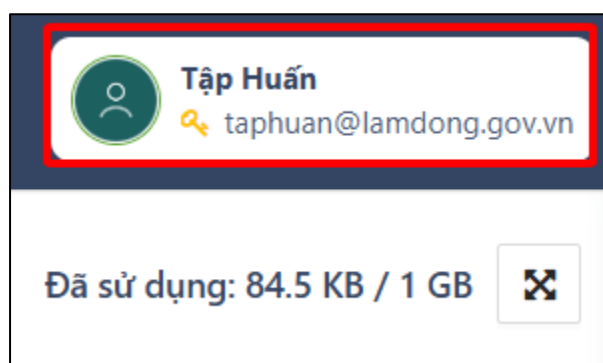 Tập Huấn
taphuan@lamdong.gov.vn
Đã sử dụng: 84.5 KB / 1 GB